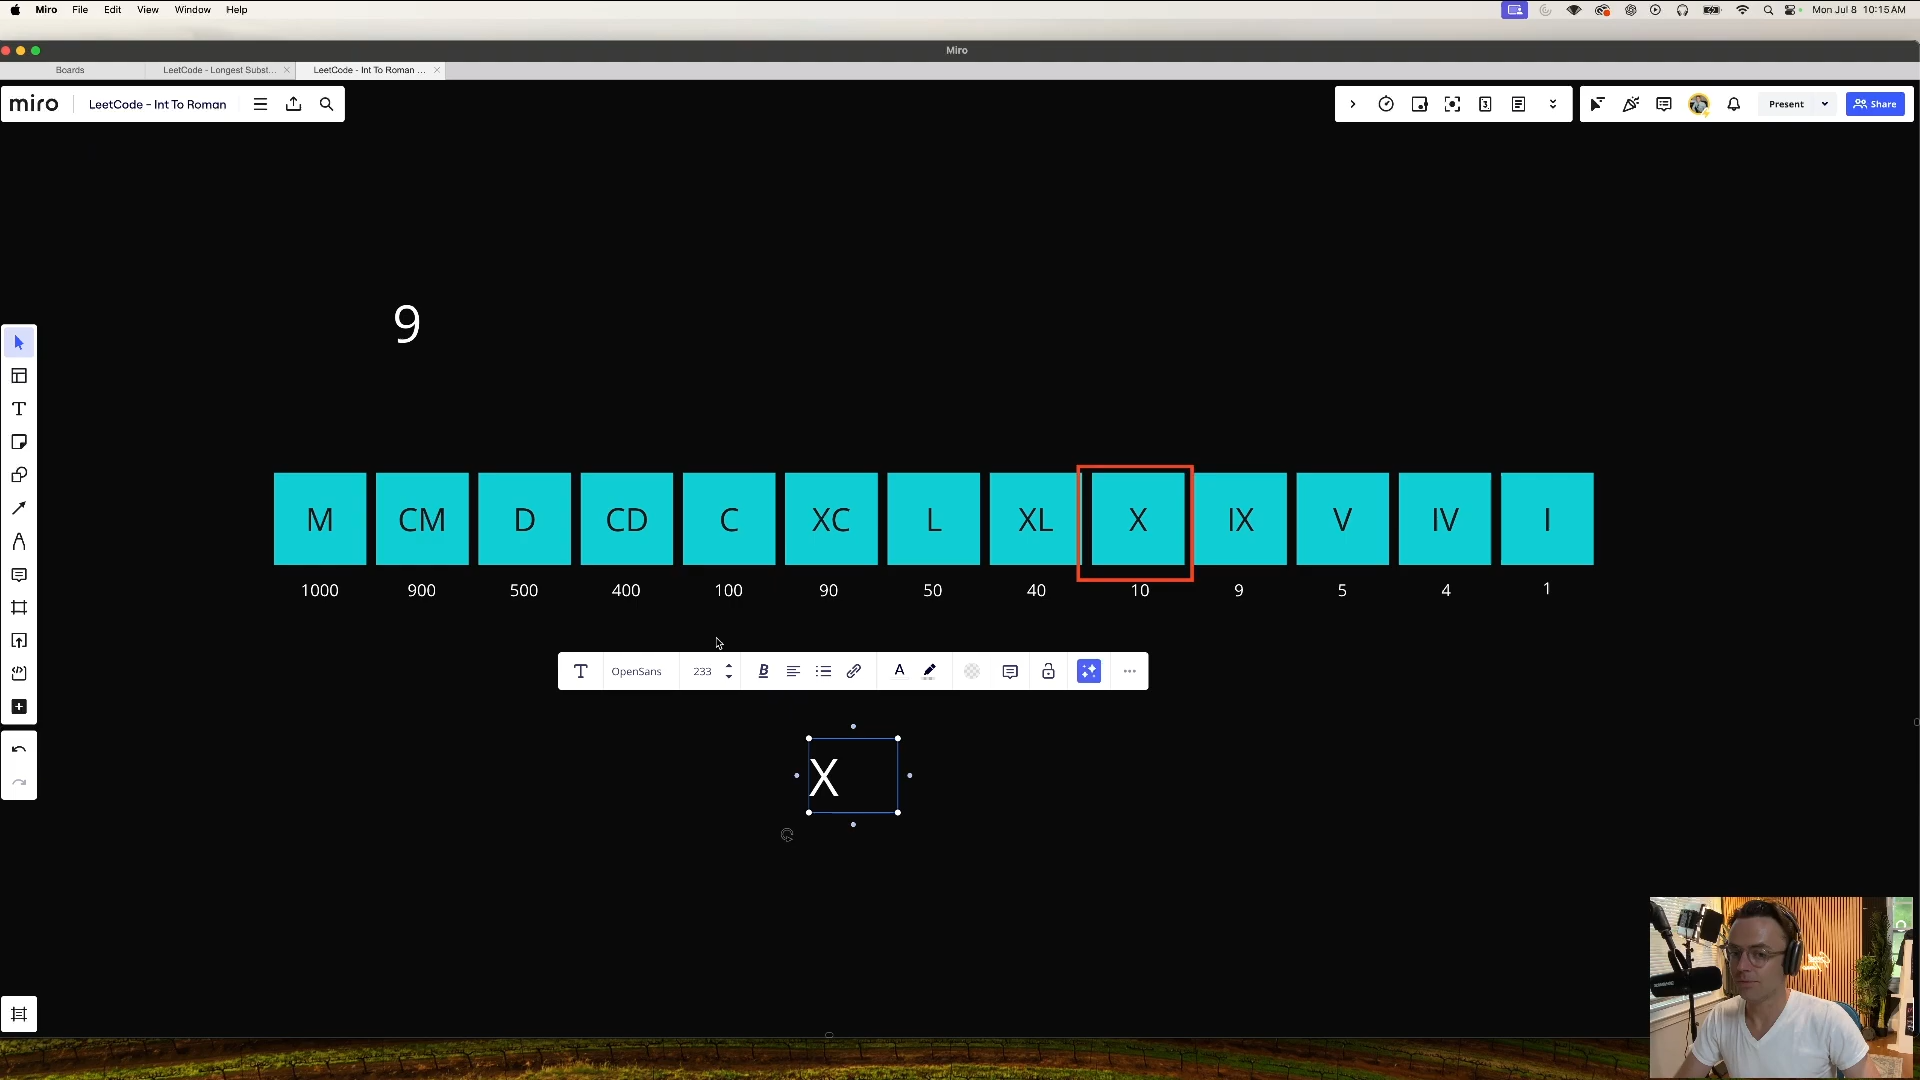 Miro File Edit View Window Help Mon Jul 8 10:15 AM
Miro
Boards LeetCode - Longest Subst... LeetCode - Int To Roman ...
miro LeetCode - Int To Roman Present Share
9
M CM D CD C XC L XL X IX V IV I
1000 900 500 400 100 90 50 40 10 9 5 4 1
OpenSans 233 B A
X